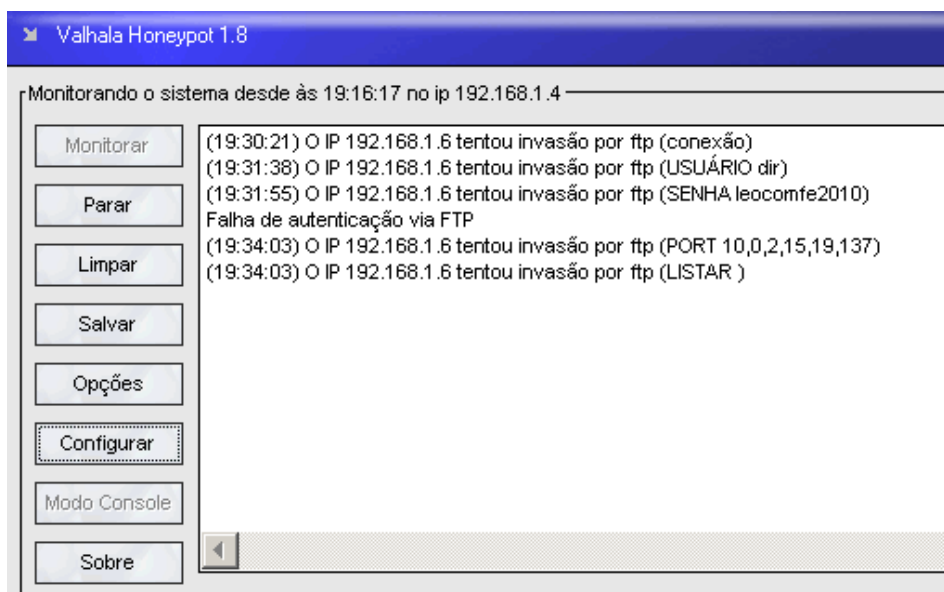 Valhala Honeypot 1.8
Monitorando o sistema desde às 19:16:17 no ip 192.168.1.4
Monitorar
Parar
Limpar
Salvar
Opções
Configurar
Modo Console
Sobre
(19:30:21) O IP 192.168.1.6 tentou invasão por ftp (conexão)
(19:31:38) O IP 192.168.1.6 tentou invasão por ftp (USUÁRIO dir)
(19:31:55) O IP 192.168.1.6 tentou invasão por ftp (SENHA leocomfe2010)
Falha de autenticação via FTP
(19:34:03) O IP 192.168.1.6 tentou invasão por ftp (PORT 10,0,2,15,19,137)
(19:34:03) O IP 192.168.1.6 tentou invasão por ftp (LISTAR )